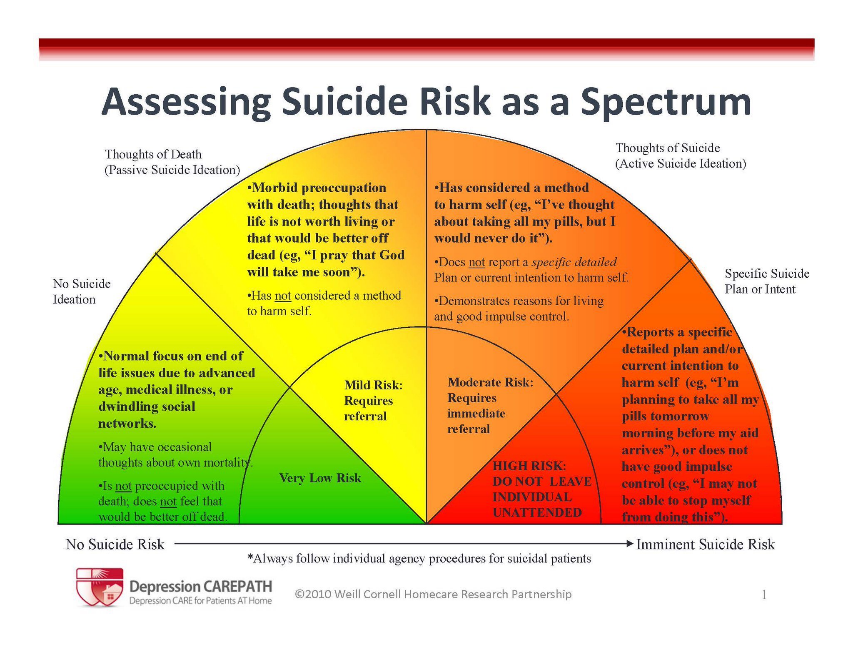 Assessing Suicide Risk as a Spectrum
Thoughts of Death
(Passive Suicide Ideation)
Thoughts of Suicide
(Active Suicide Ideation)
•Morbid preoccupation
with death; thoughts that
life is not worth living or
that would be better off
dead (eg, “I pray that God
will take me soon”).
•Has not considered a method
to harm self.
•Has considered a method
to harm self (eg, “I’ve thought
about taking all my pills, but I
would never do it”).
•Does not report a specific detailed
Plan or current intention to harm self.
•Demonstrates reasons for living
and good impulse control.
No Suicide
Ideation
Specific Suicide
Plan or Intent
•Normal focus on end of
life issues due to advanced
age, medical illness, or
dwindling social
networks.
•May have occasional
thoughts about own mortality.
•Is not preoccupied with
death; does not feel that
would be better off dead.
•Reports a specific
detailed plan and/or
current intention to
harm self (eg, “I’m
planning to take all my
pills tomorrow
morning before my aid
arrives”), or does not
have good impulse
control (eg, “I may not
be able to stop myself
from doing this”).
Very Low Risk
Mild Risk:
Requires
referral
Moderate Risk:
Requires
immediate
referral
HIGH RISK:
DO NOT LEAVE
INDIVIDUAL
UNATTENDED
No Suicide Risk
Imminent Suicide Risk
*Always follow individual agency procedures for suicidal patients
Depression CAREPATH
Depression CARE for Patients AT Home
©2010 Weill Cornell Homecare Research Partnership
1